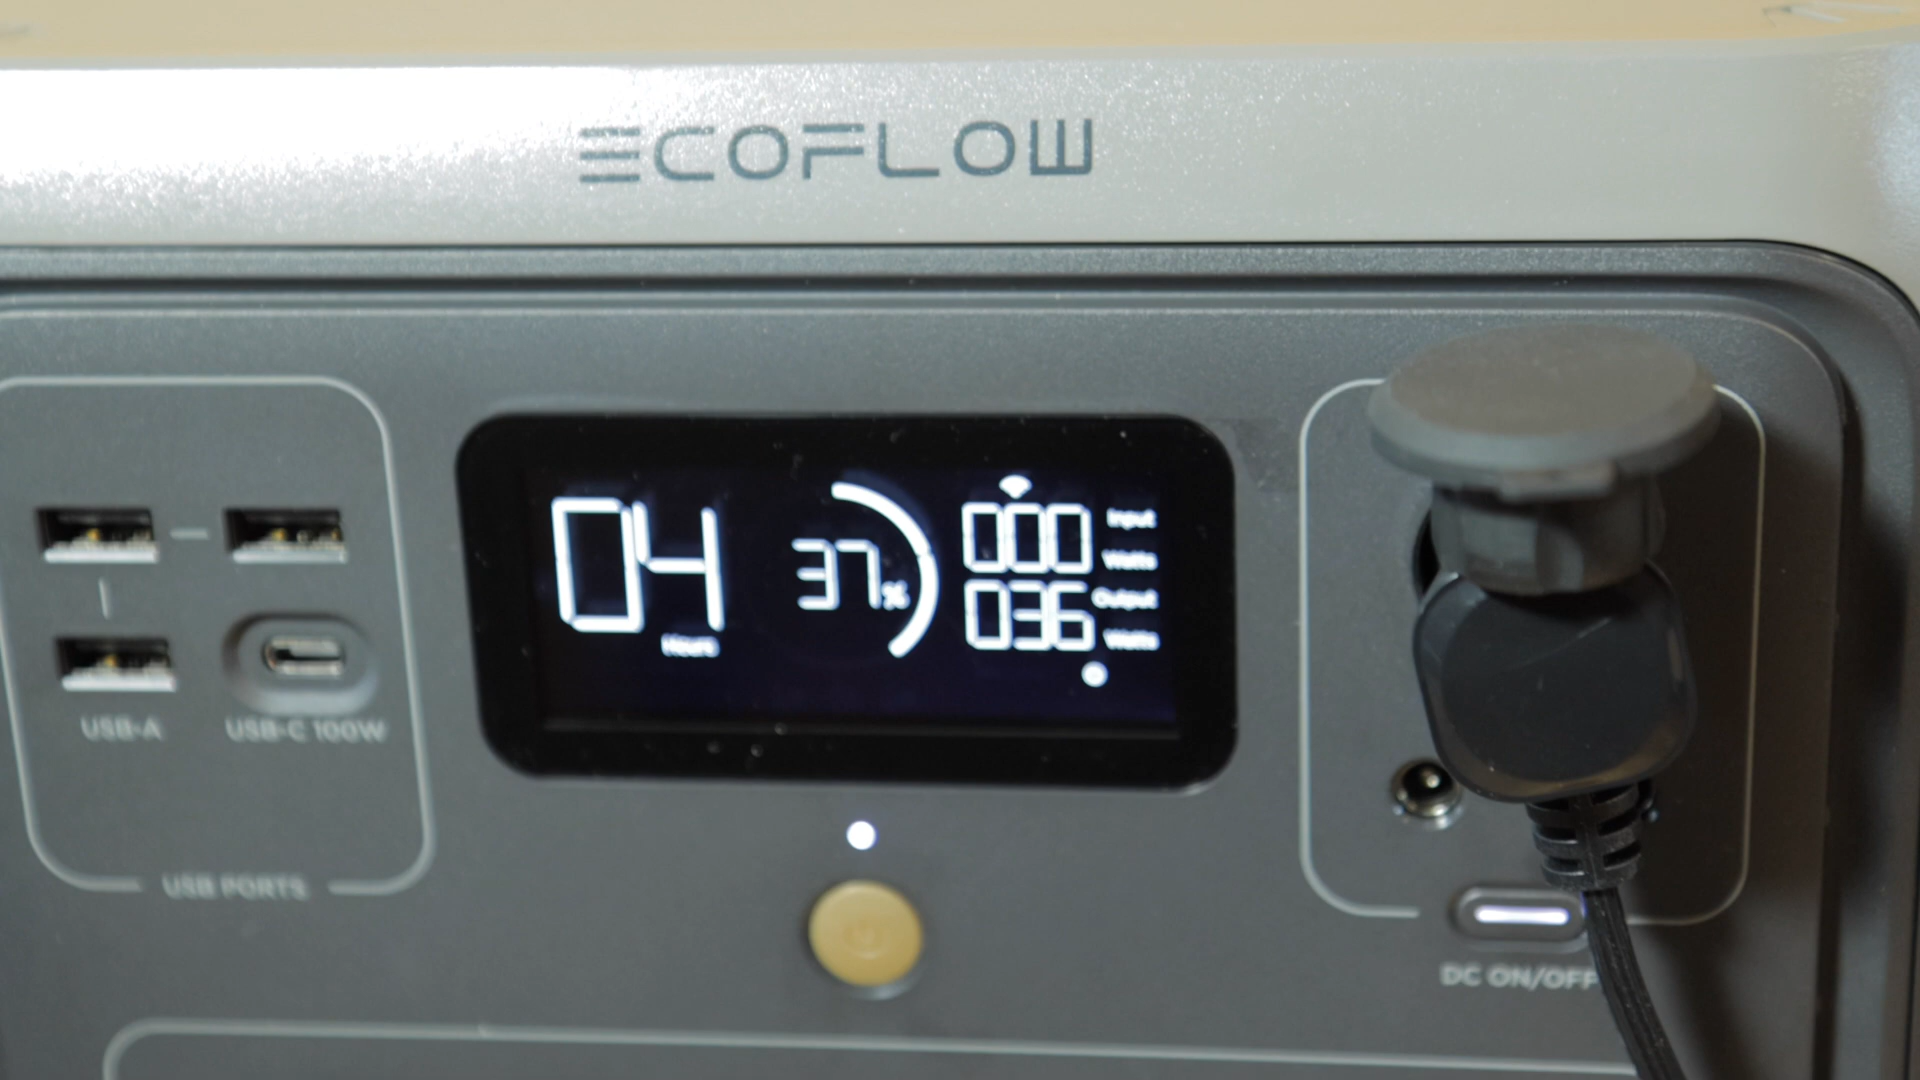 ECOFLOW
04
Hours
37%
000
Input
Watts
036
Output
Watts
USB-A
USB-C 100W
USB PORTS
DC ON/OFF